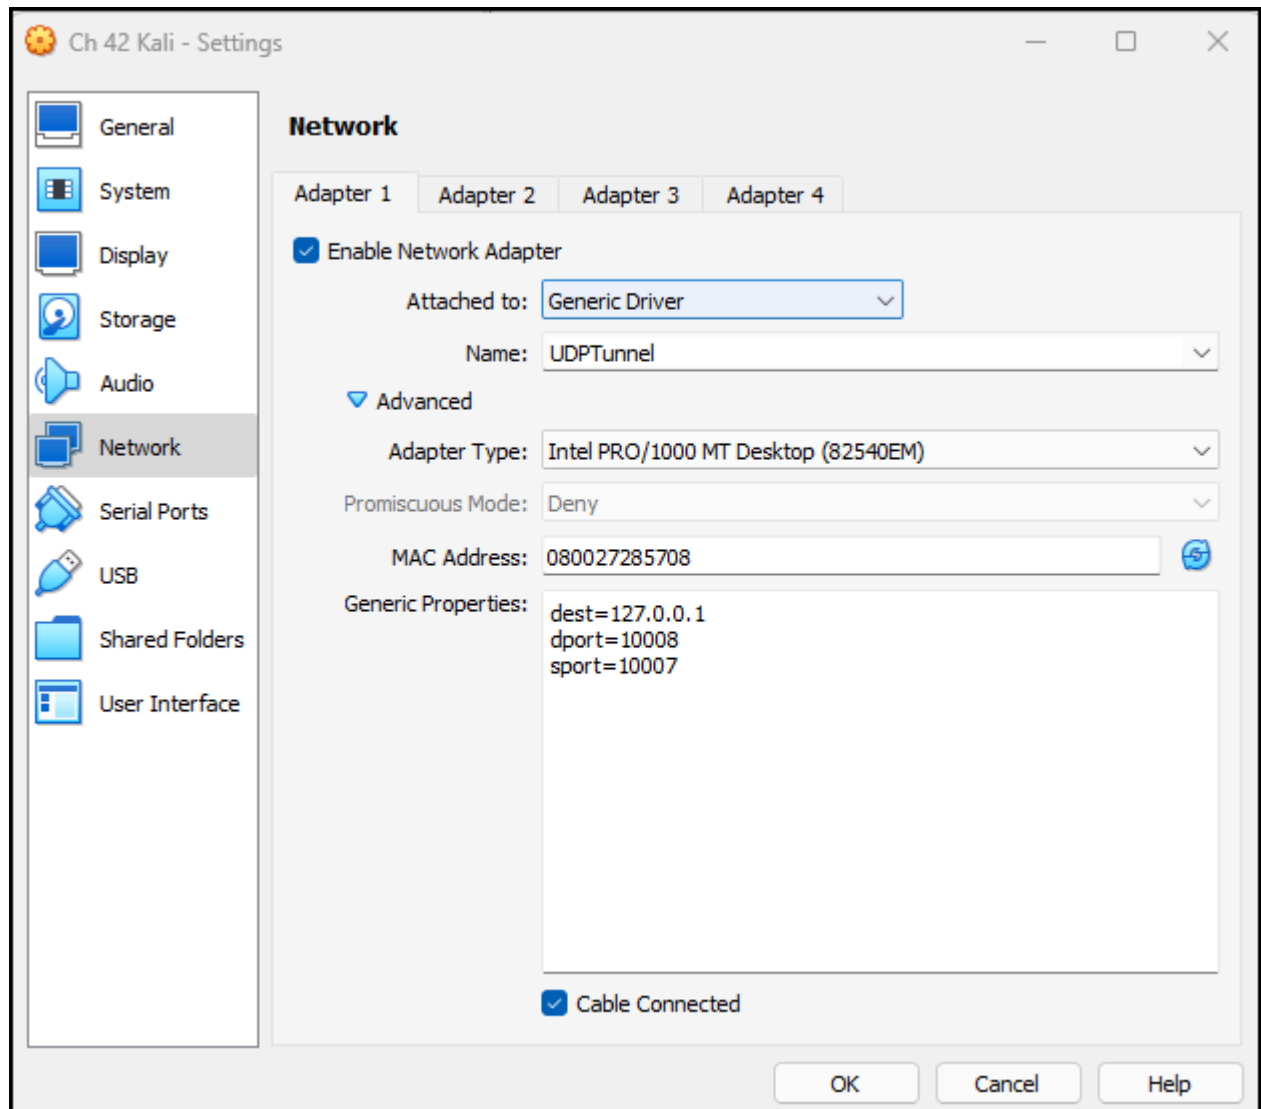 Ch 42 Kali - Settings
General
System
Display
Storage
Audio
Network
Serial Ports
USB
Shared Folders
User Interface
Network
Adapter 1 Adapter 2 Adapter 3 Adapter 4
Enable Network Adapter
Attached to: Generic Driver
Name: UDPTunnel
Advanced
Adapter Type: Intel PRO/1000 MT Desktop (82540EM)
Promiscuous Mode: Deny
MAC Address: 080027285708
Generic Properties: dest=127.0.0.1
dport=10008
sport=10007
Cable Connected
OK Cancel Help